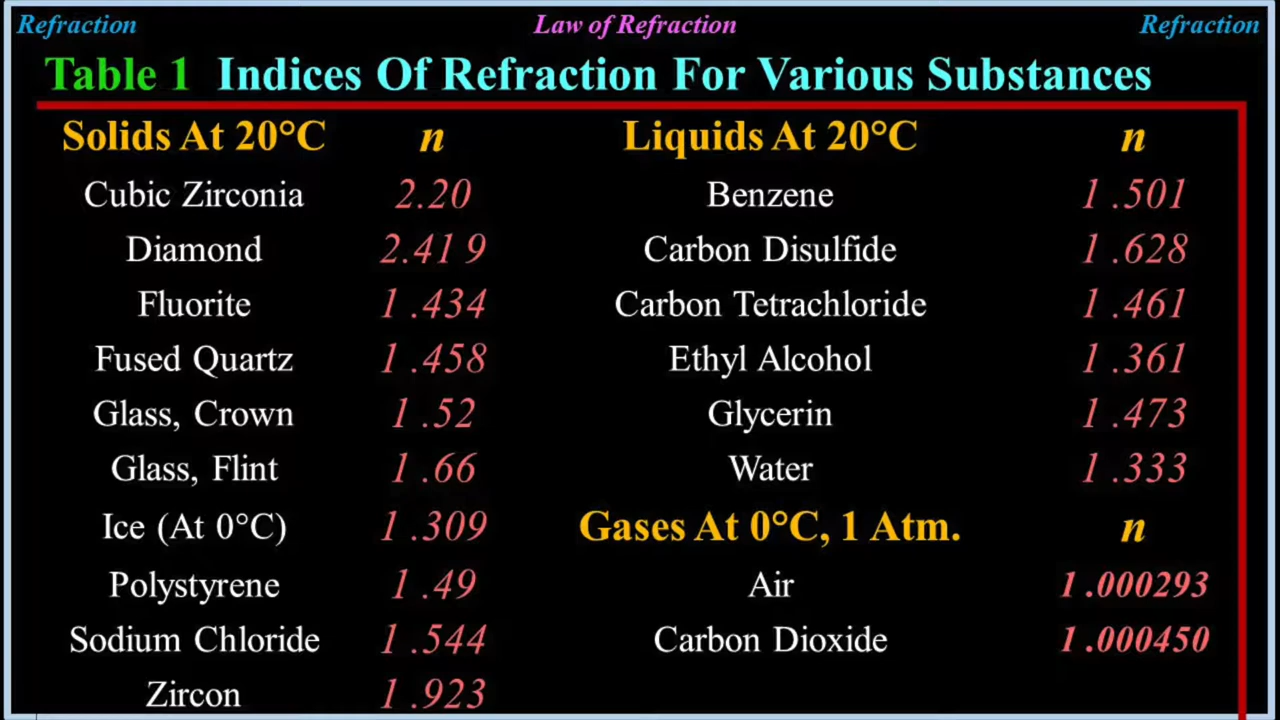 Refraction Law of Refraction Refraction
Table 1 Indices Of Refraction For Various Substances
Solids At 20°C n Liquids At 20°C n
Cubic Zirconia 2.20 Benzene 1.501
Diamond 2.419 Carbon Disulfide 1.628
Fluorite 1.434 Carbon Tetrachloride 1.461
Fused Quartz 1.458 Ethyl Alcohol 1.361
Glass, Crown 1.52 Glycerin 1.473
Glass, Flint 1.66 Water 1.333
Ice (At 0°C) 1.309 Gases At 0°C, 1 Atm. n
Polystyrene 1.49 Air 1.000293
Sodium Chloride 1.544 Carbon Dioxide 1.000450
Zircon 1.923